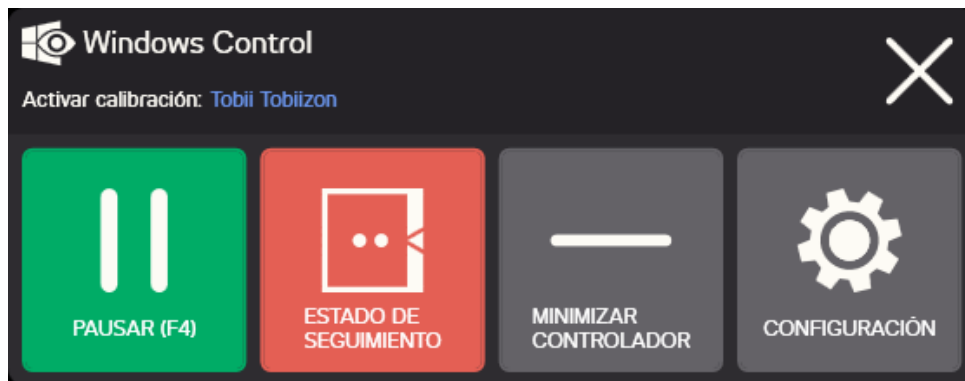 Windows Control
Activar calibración: Tobii Tobiizon
PAUSAR (F4)
ESTADO DE
SEGUIMIENTO
MINIMIZAR
CONTROLADOR
CONFIGURACIÓN